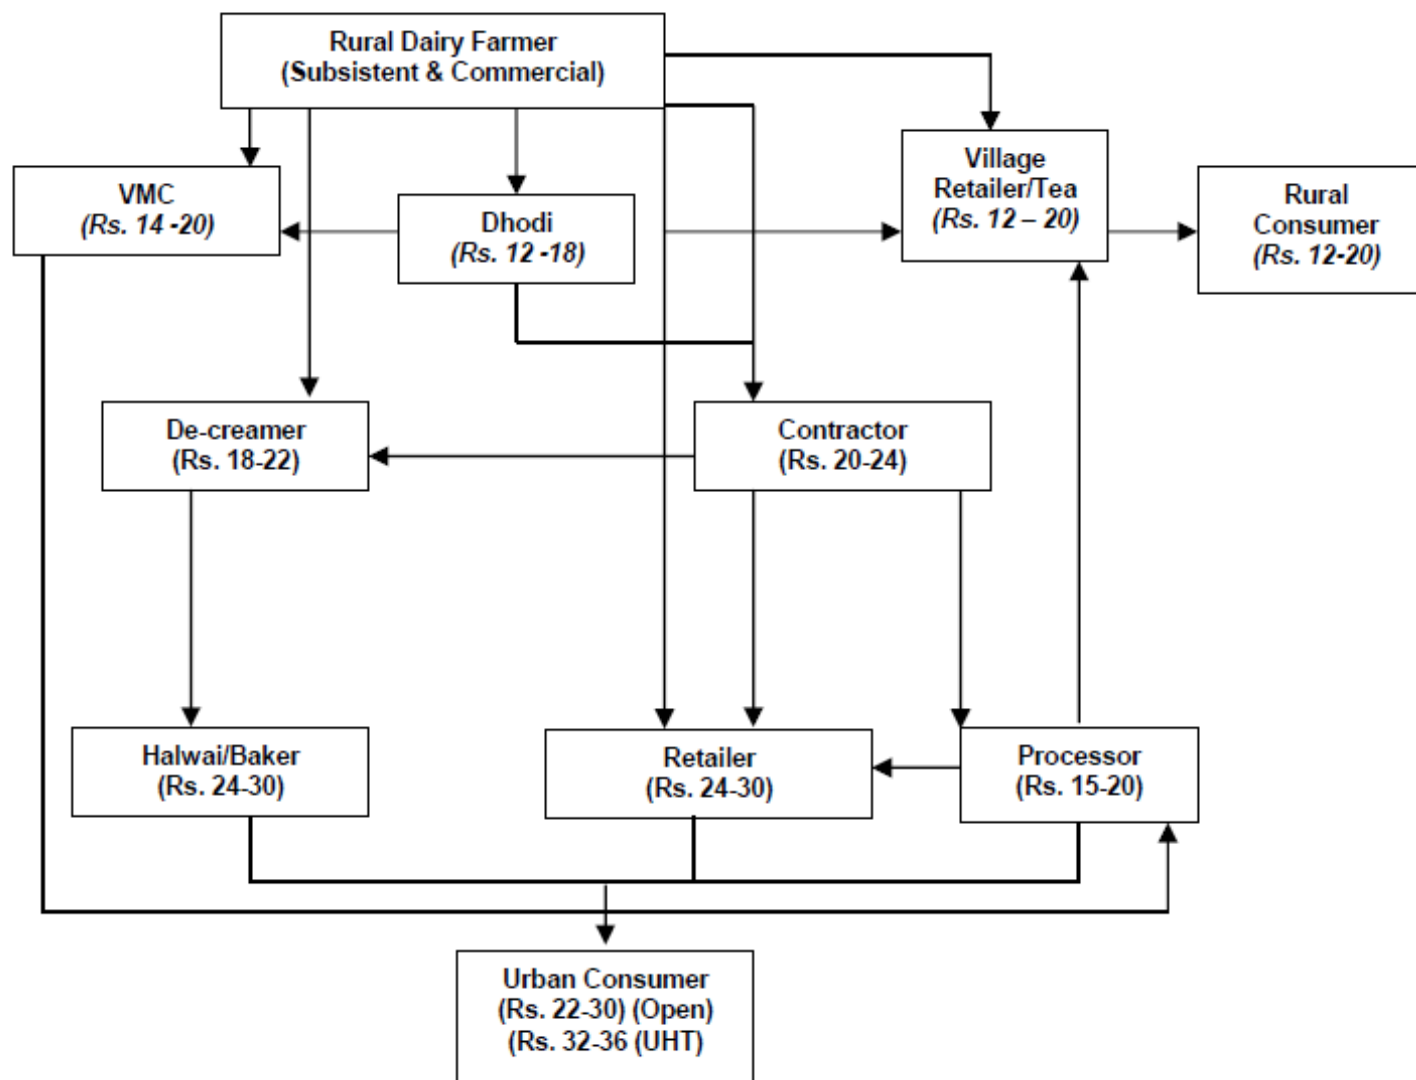 Rural Dairy Farmer
(Subsistent & Commercial)
VMC
(Rs. 14 -20)
Dhodi
(Rs. 12 -18)
Village
Retailer/Tea
(Rs. 12 – 20)
Rural
Consumer
(Rs. 12-20)
De-creamer
(Rs. 18-22)
Contractor
(Rs. 20-24)
Halwai/Baker
(Rs. 24-30)
Retailer
(Rs. 24-30)
Processor
(Rs. 15-20)
Urban Consumer
(Rs. 22-30) (Open)
(Rs. 32-36 (UHT)